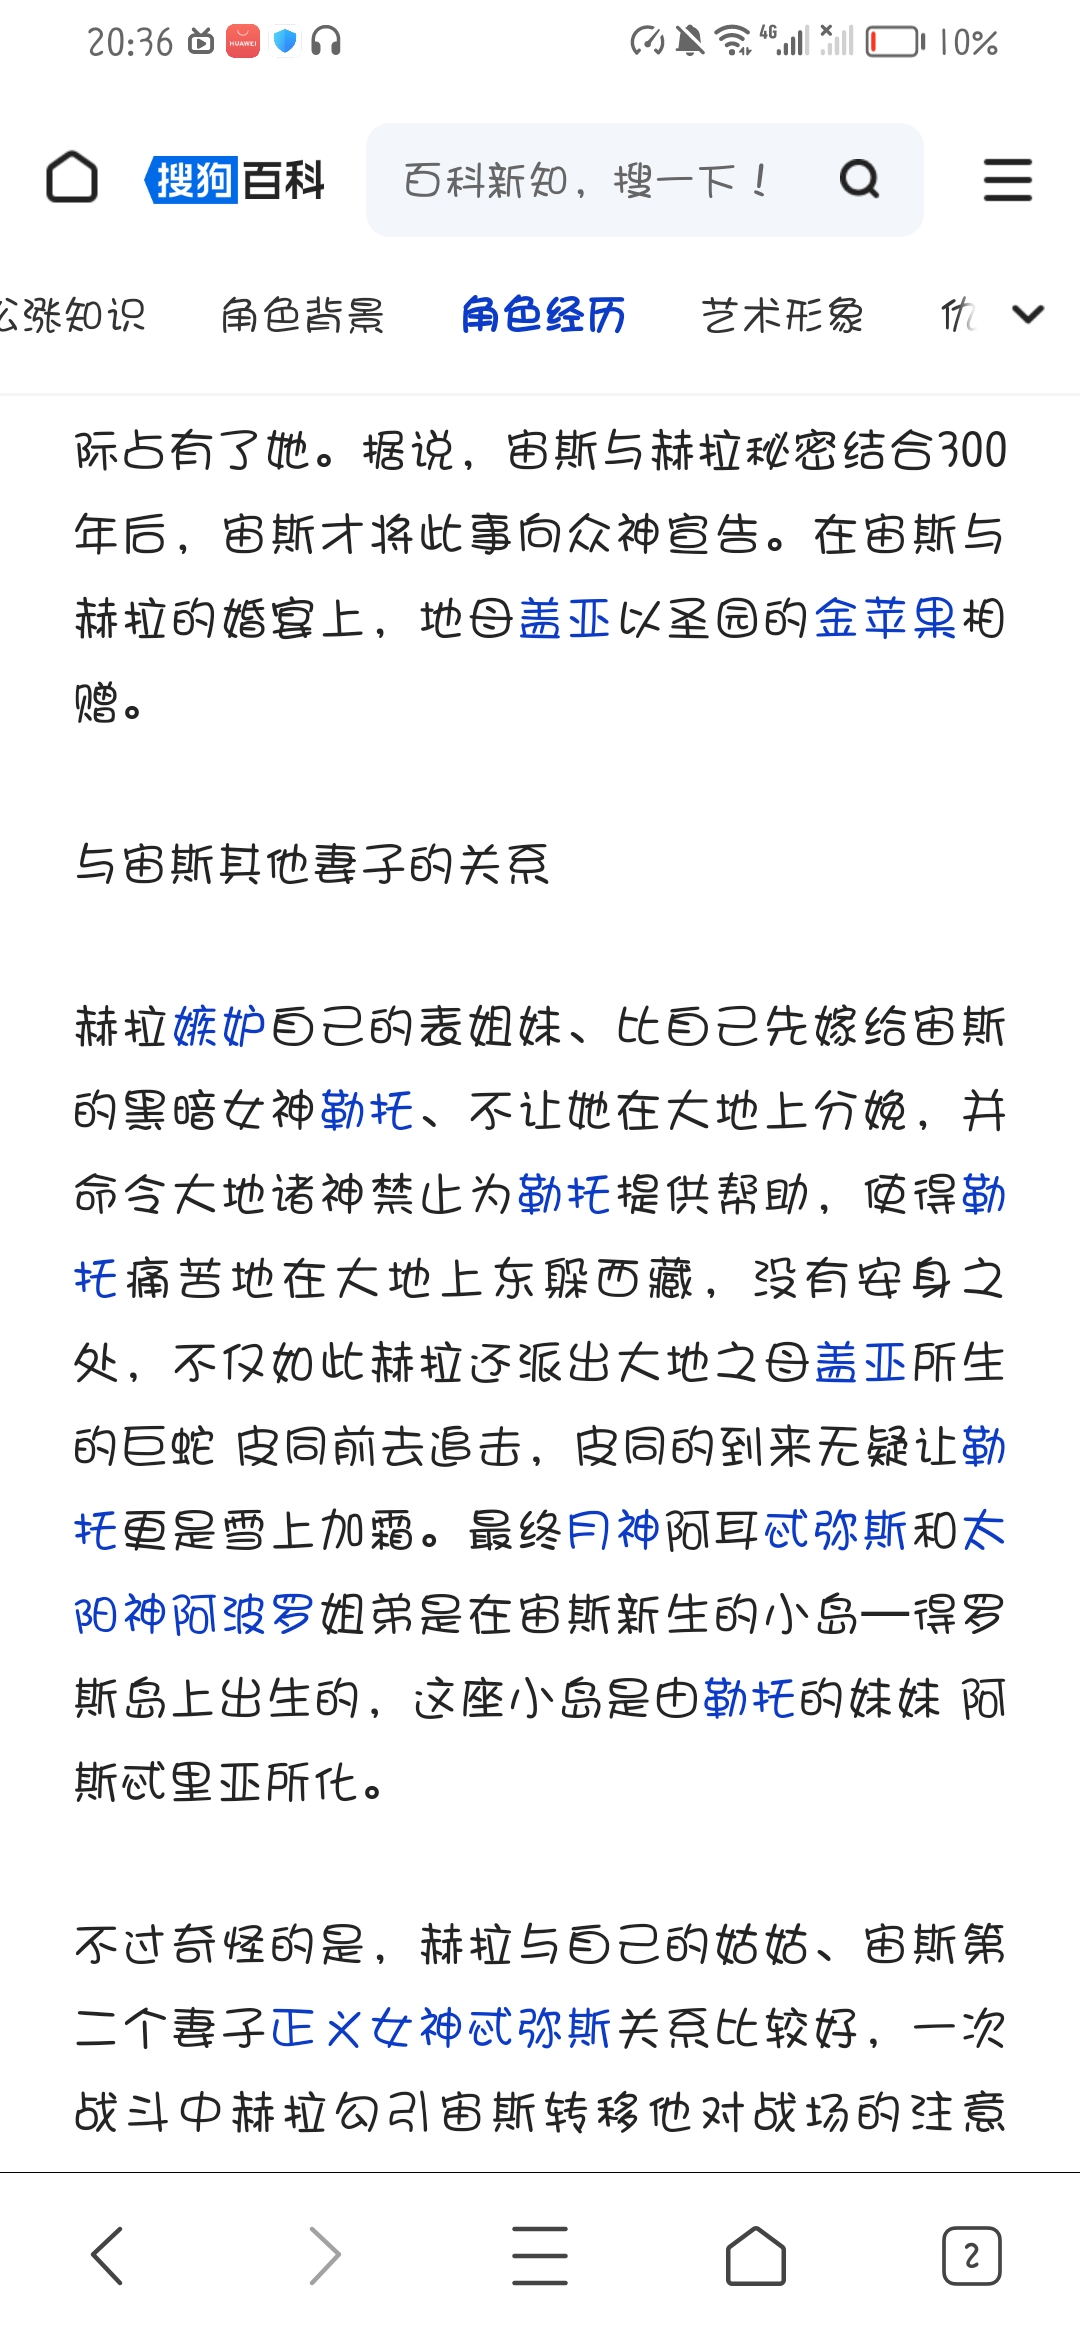 20:36 HUAWEI 4G 10%
搜狗百科 百科新知，搜一下！
么涨知识 角色背景 角色经历 艺术形象
际占有了她。据说，宙斯与赫拉秘密结合300
年后，宙斯才将此事向众神宣告。在宙斯与
赫拉的婚宴上，地母盖亚以圣园的金苹果相
赠。
与宙斯其他妻子的关系
赫拉嫉妒自己的表姐妹、比自己先嫁给宙斯
的黑暗女神勒托、不让她在大地上分娩，并
命令大地诸神禁止为勒托提供帮助，使得勒
托痛苦地在大地上东躲西藏，没有安身之
处，不仅如此赫拉还派出大地之母盖亚所生
的巨蛇 皮同前去追击，皮同的到来无疑让勒
托更是雪上加霜。最终月神阿耳忒弥斯和太
阳神阿波罗姐弟是在宙斯新生的小岛—得罗
斯岛上出生的，这座小岛是由勒托的妹妹 阿
斯忒里亚所化。
不过奇怪的是，赫拉与自己的姑姑、宙斯第
二个妻子正义女神忒弥斯关系比较好，一次
战斗中赫拉勾引宙斯转移他对战场的注意
2